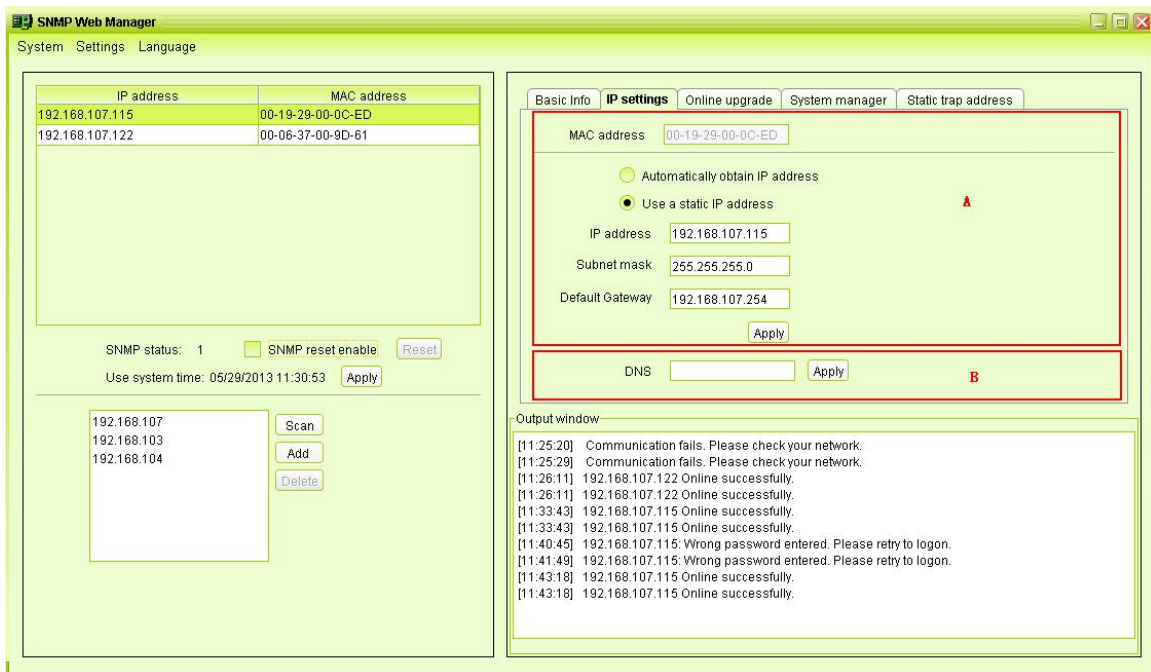 SNMP Web Manager
System Settings Language
IP address MAC address
192.168.107.115 00-19-29-00-0C-ED
192.168.107.122 00-06-37-00-9D-61
SNMP status: 1 SNMP reset enable Reset
Use system time: 05/29/2013 11:30:53 Apply
192.168.107
192.168.103
192.168.104
Scan
Add
Delete
Basic Info IP settings Online upgrade System manager Static trap address
MAC address 00-19-29-00-0C-ED
Automatically obtain IP address
Use a static IP address
A
IP address 192.168.107.115
Subnet mask 255.255.255.0
Default Gateway 192.168.107.254
Apply
DNS Apply
B
Output window
[11:25:20] Communication fails. Please check your network.
[11:25:29] Communication fails. Please check your network.
[11:26:11] 192.168.107.122 Online successfully.
[11:26:11] 192.168.107.122 Online successfully.
[11:33:43] 192.168.107.115 Online successfully.
[11:33:43] 192.168.107.115 Online successfully.
[11:40:45] 192.168.107.115: Wrong password entered. Please retry to logon.
[11:41:49] 192.168.107.115: Wrong password entered. Please retry to logon.
[11:43:18] 192.168.107.115 Online successfully.
[11:43:18] 192.168.107.115 Online successfully.